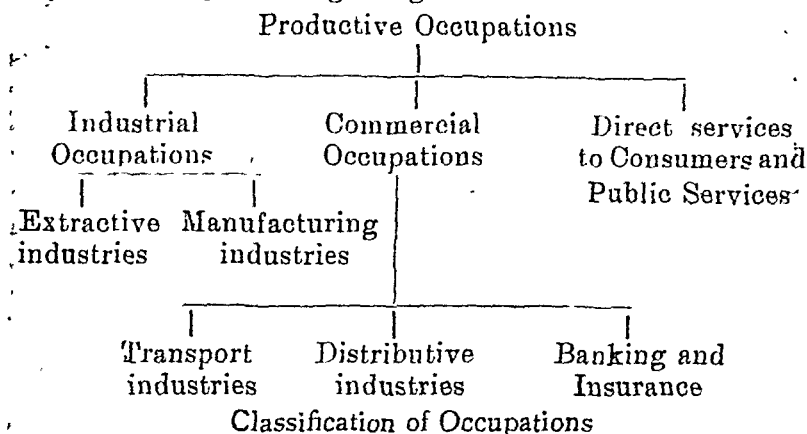 Productive Occupations
Industrial Commercial Direct services
Occupations Occupations to Consumers and
Public Services
Extractive Manufacturing
industries industries
Transport Distributive Banking and
industries industries Insurance
Classification of Occupations